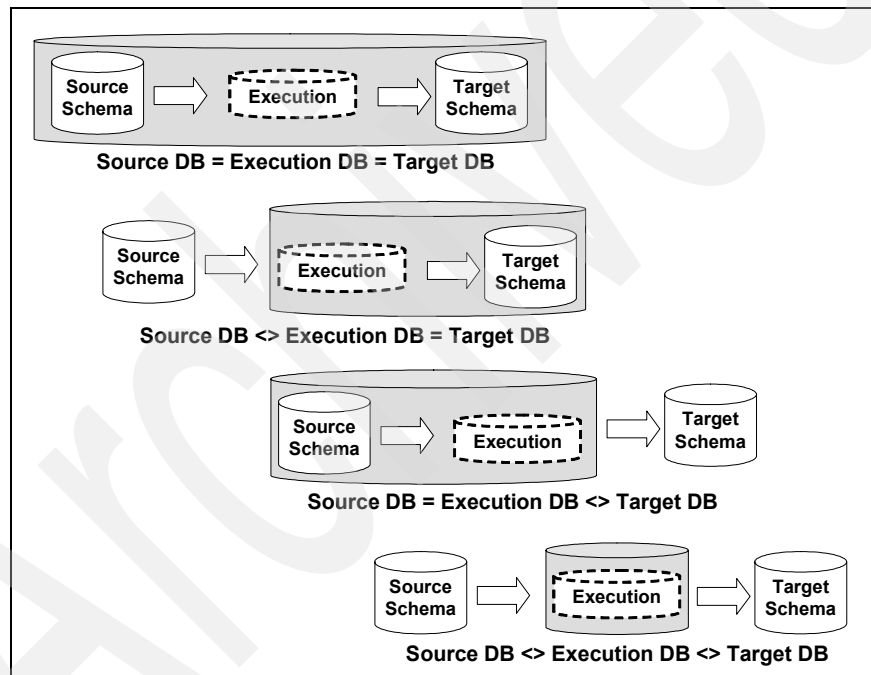 Source
Schema
Execution
Target
Schema
Source DB = Execution DB = Target DB
Source
Schema
Execution
Target
Schema
Source DB <> Execution DB = Target DB
Source
Schema
Execution
Target
Schema
Source DB = Execution DB <> Target DB
Source
Schema
Execution
Target
Schema
Source DB <> Execution DB <> Target DB
Archived